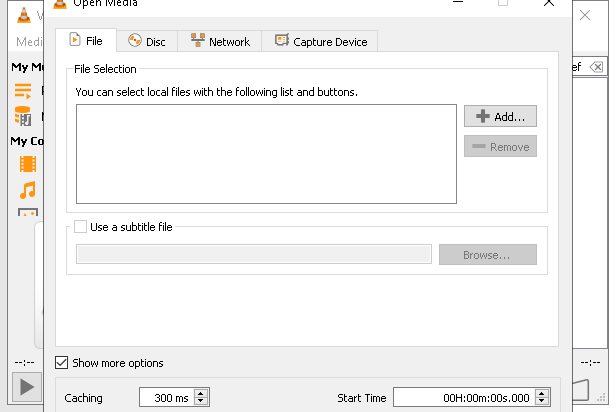 Open Media
V
Medi
File
Disc
Network
Capture Device
My M
ef
File Selection
You can select local files with the following list and buttons.
Add...
Remove
My Co
Use a subtitle file
Browse...
--:--
--:--
Show more options
Caching
300 ms
Start Time
00H:00m:00s.000